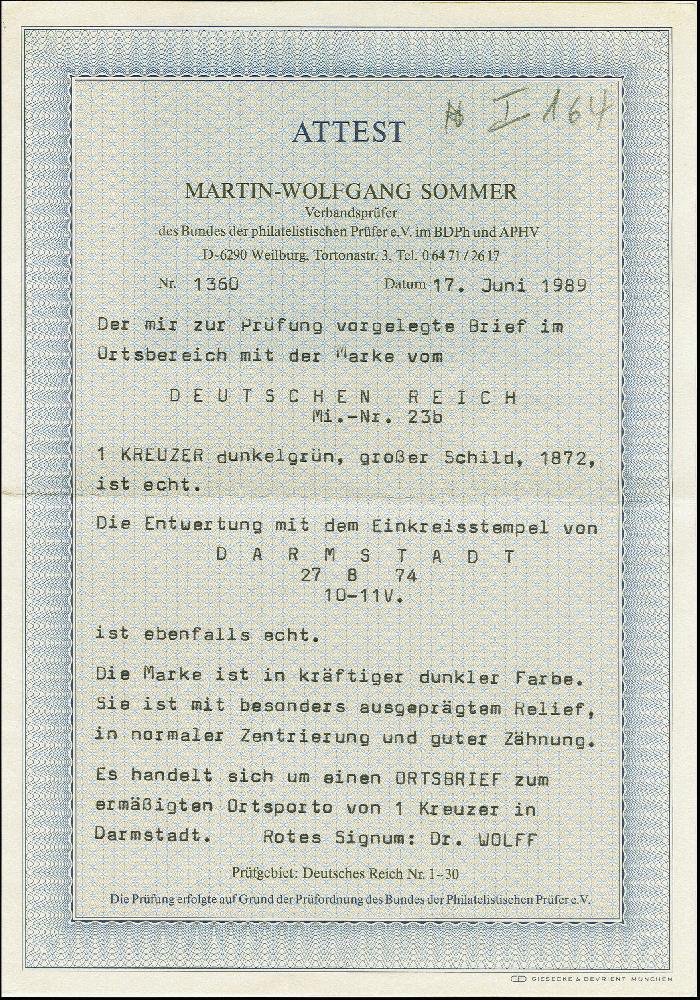 I 164
ATTEST
MARTIN-WOLFGANG SOMMER
Verbandsprüfer
des Bundes der philatelistischen Prüfer e.V. im BDPh und APHV
D-6290 Weilburg, Tortonastr. 3, Tel. 06471/2617
Nr. 1360 Datum 17. Juni 1989
Der mir zur Prüfung vorgelegte Brief im
Ortsbereich mit der Marke vom
DEUTSCHEN REICH
Mi.-Nr. 23b
1 KREUZER dunkelgrün, großer Schild, 1872,
ist echt.
Die Entwertung mit dem Einkreisstempel von
DARMSTADT
27 8 74
10-11V.
ist ebenfalls echt.
Die Marke ist in kräftiger dunkler Farbe.
Sie ist mit besonders ausgeprägtem Relief,
in normaler Zentrierung und guter Zähnung.
Es handelt sich um einen ORTSBRIEF zum
ermäßigten Ortsporto von 1 Kreuzer in
Darmstadt. Rotes Signum: Dr. WOLFF
Prüfgebiet: Deutsches Reich Nr. 1-30
Die Prüfung erfolgte auf Grund der Prüfordnung des Bundes der Philatelistischen Prüfer e.V.
GIESECKE & DEVRIENT MÜNCHEN